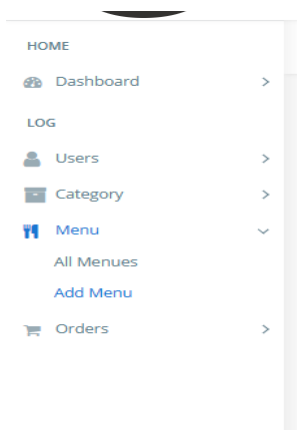 HOME
Dashboard
LOG
Users
Category
Menu
All Menues
Add Menu
Orders